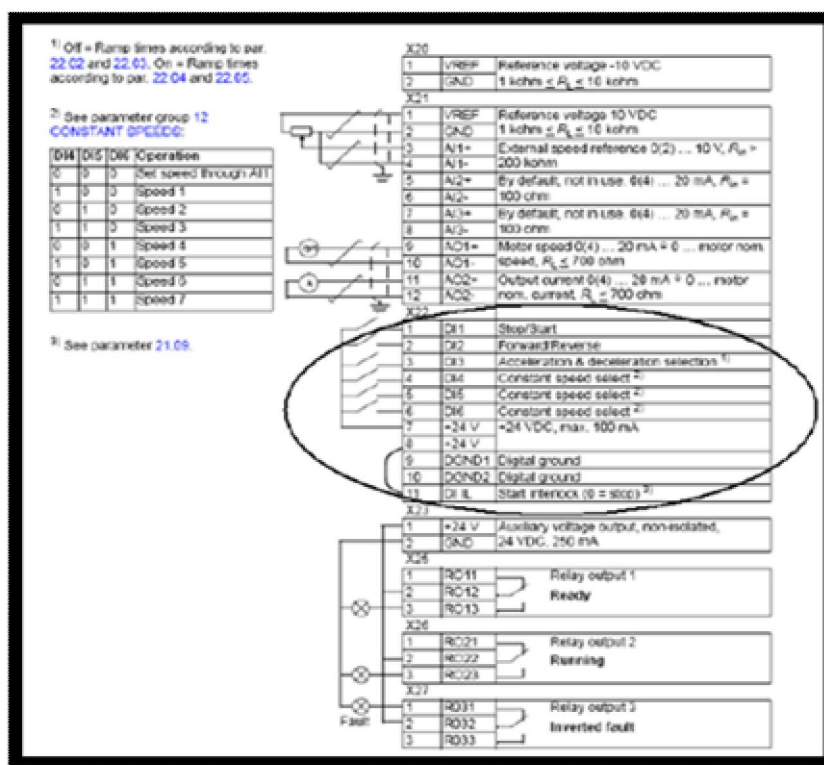 1) Off = Ramp times according to par.
22.02 and 22.03. On = Ramp times
according to par. 22.04 and 22.05.
2) See parameter group 12
CONSTANT SPEEDS:
DI4 DI5 DI6 Operation
0 0 0 Set speed through AI1
1 0 0 Speed 1
0 1 0 Speed 2
1 1 0 Speed 3
0 0 1 Speed 4
1 0 1 Speed 5
0 1 1 Speed 6
1 1 1 Speed 7
3) See parameter 21.09.
X20
1 VREF Reference voltage -10 VDC
2 GND 1 kohm ≤ RL ≤ 10 kohm
X21
1 VREF Reference voltage 10 VDC
2 GND 1 kohm ≤ RL ≤ 10 kohm
3 AI1+ External speed reference 0(2) ... 10 V, Rin >
4 AI1- 200 kohm
5 AI2+ By default, not in use. 0(4) ... 20 mA, Rin =
6 AI2- 100 ohm
7 AI3+ By default, not in use. 0(4) ... 20 mA, Rin =
8 AI3- 100 ohm
9 AO1+ Motor speed 0(4) ... 20 mA ≙ 0 ... motor nom.
10 AO1- speed, RL ≤ 700 ohm
11 AO2+ Output current 0(4) ... 20 mA ≙ 0 ... motor
12 AO2- nom. current, RL ≤ 700 ohm
A
X22
1 DI1 Stop/Start
2 DI2 Forward/Reverse
3 DI3 Acceleration & deceleration selection 1)
4 DI4 Constant speed select 2)
5 DI5 Constant speed select 2)
6 DI6 Constant speed select 2)
7 +24 V +24 VDC, max. 100 mA
8 +24 V
9 DGND1 Digital ground
10 DGND2 Digital ground
11 DIIL Start interlock (0 = stop) 3)
X23
1 +24 V Auxiliary voltage output, non-isolated,
2 GND 24 VDC, 250 mA
X25
1 RO11 Relay output 1
2 RO12 Ready
3 RO13
X26
1 RO21 Relay output 2
2 RO22 Running
3 RO23
X27
1 RO31 Relay output 3
2 RO32 Inverted fault
3 RO33
Fault